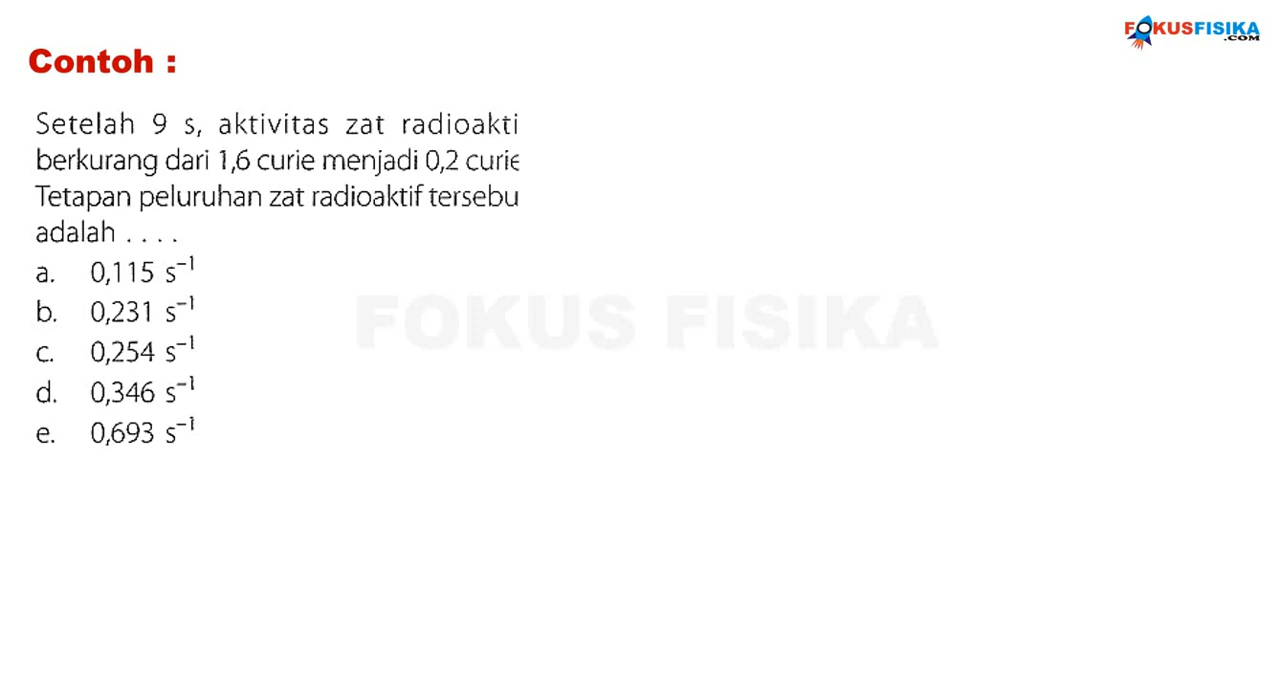 FOKUSFISIKA
.COM
Contoh :
Setelah 9 s, aktivitas zat radioakti
berkurang dari 1,6 curie menjadi 0,2 curie
Tetapan peluruhan zat radioaktif tersebu
adalah . . . .
a. 0,115 s⁻¹
b. 0,231 s⁻¹
c. 0,254 s⁻¹
d. 0,346 s⁻¹
e. 0,693 s⁻¹
FOKUS FISIKA